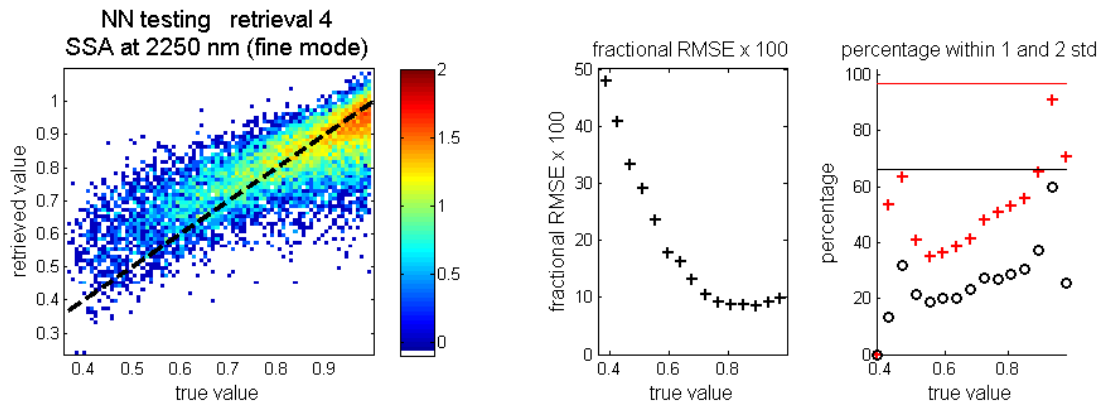 NN testing retrieval 4
SSA at 2250 nm (fine mode)
retrieved value
1
0.9
0.8
0.7
0.6
0.5
0.4
0.3
0.4 0.5 0.6 0.7 0.8 0.9
true value
2
1.5
1
0.5
0
fractional RMSE x 100
fractional RMSE x 100
50
40
30
20
10
0
0.4 0.6 0.8
true value
percentage within 1 and 2 std
percentage
100
80
60
40
20
0
0.4 0.6 0.8
true value